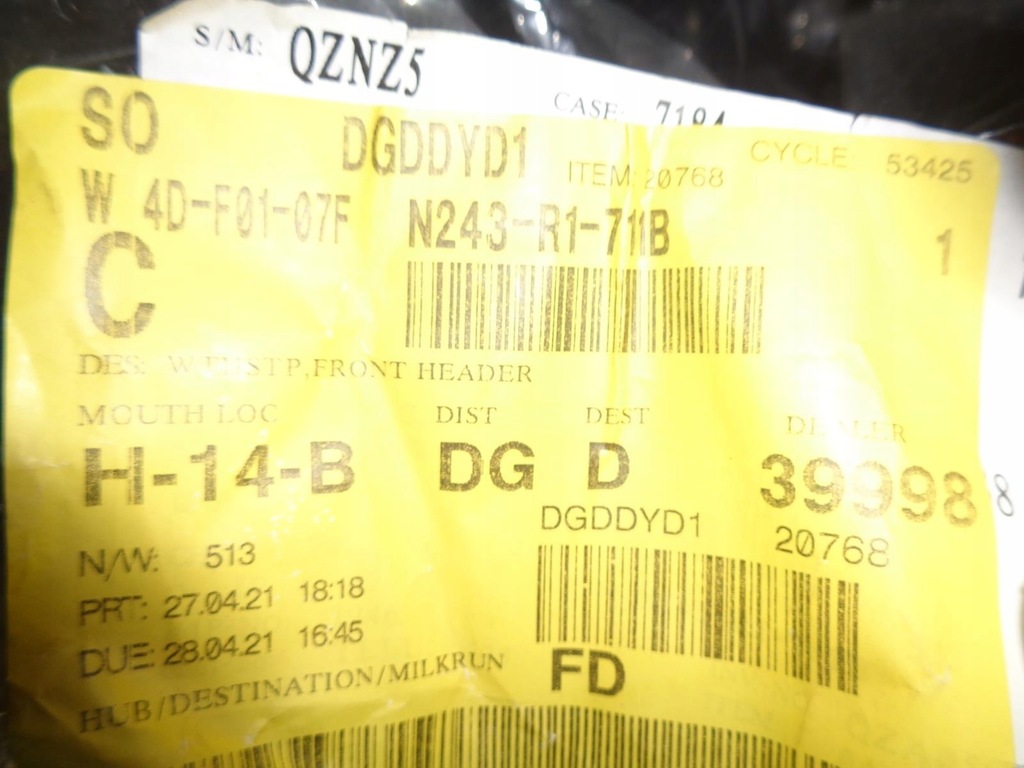 S/M: QZNZ5
CASE: 7184
SO DGDDYD1 ITEM: 20768 CYCLE: 53425
W 4D-F01-07F N243-R1-711B 1
C
DES: W,FRONT HEADER
MOUTH LOC DIST DEST DEALER
H-14-B DG D 39998 8
DGDDYD1 20768
N/W: 513
PRT: 27.04.21 18:18
DUE: 28.04.21 16:45
FD
HUB/DESTINATION/MILKRUN